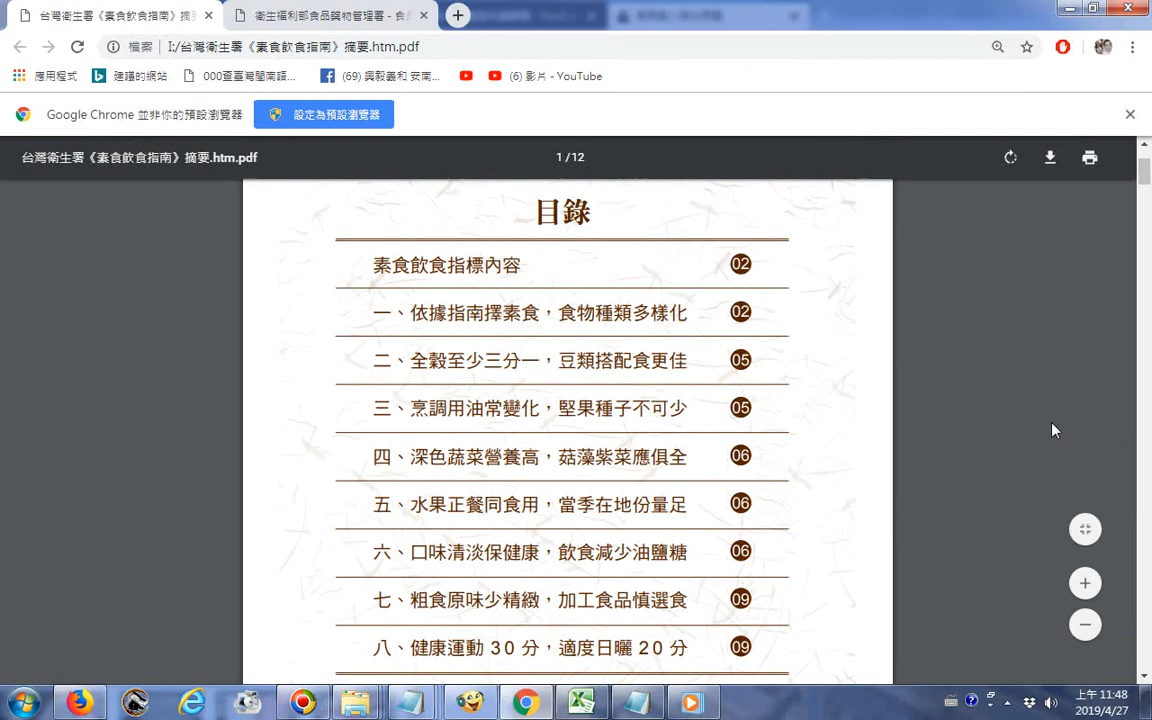 台灣衛生署《素食飲食指南》摘
衛生福利部食品藥物管理署 - 食
檔案 I:/台灣衛生署《素食飲食指南》摘要.htm.pdf
應用程式 建議的網站 000查臺灣閩南語... (69) 興毅義和 安南... (6) 影片 - YouTube
Google Chrome 並非你的預設瀏覽器 設定為預設瀏覽器
台灣衛生署《素食飲食指南》摘要.htm.pdf 1 / 12
目錄
素食飲食指標內容 02
一、依據指南擇素食，食物種類多樣化 02
二、全穀至少三分一，豆類搭配食更佳 05
三、烹調用油常變化，堅果種子不可少 05
四、深色蔬菜營養高，菇藻紫菜應俱全 06
五、水果正餐同食用，當季在地份量足 06
六、口味清淡保健康，飲食減少油鹽糖 06
七、粗食原味少精緻，加工食品慎選食 09
八、健康運動 30 分，適度日曬 20 分 09
上午 11:48
2019/4/27